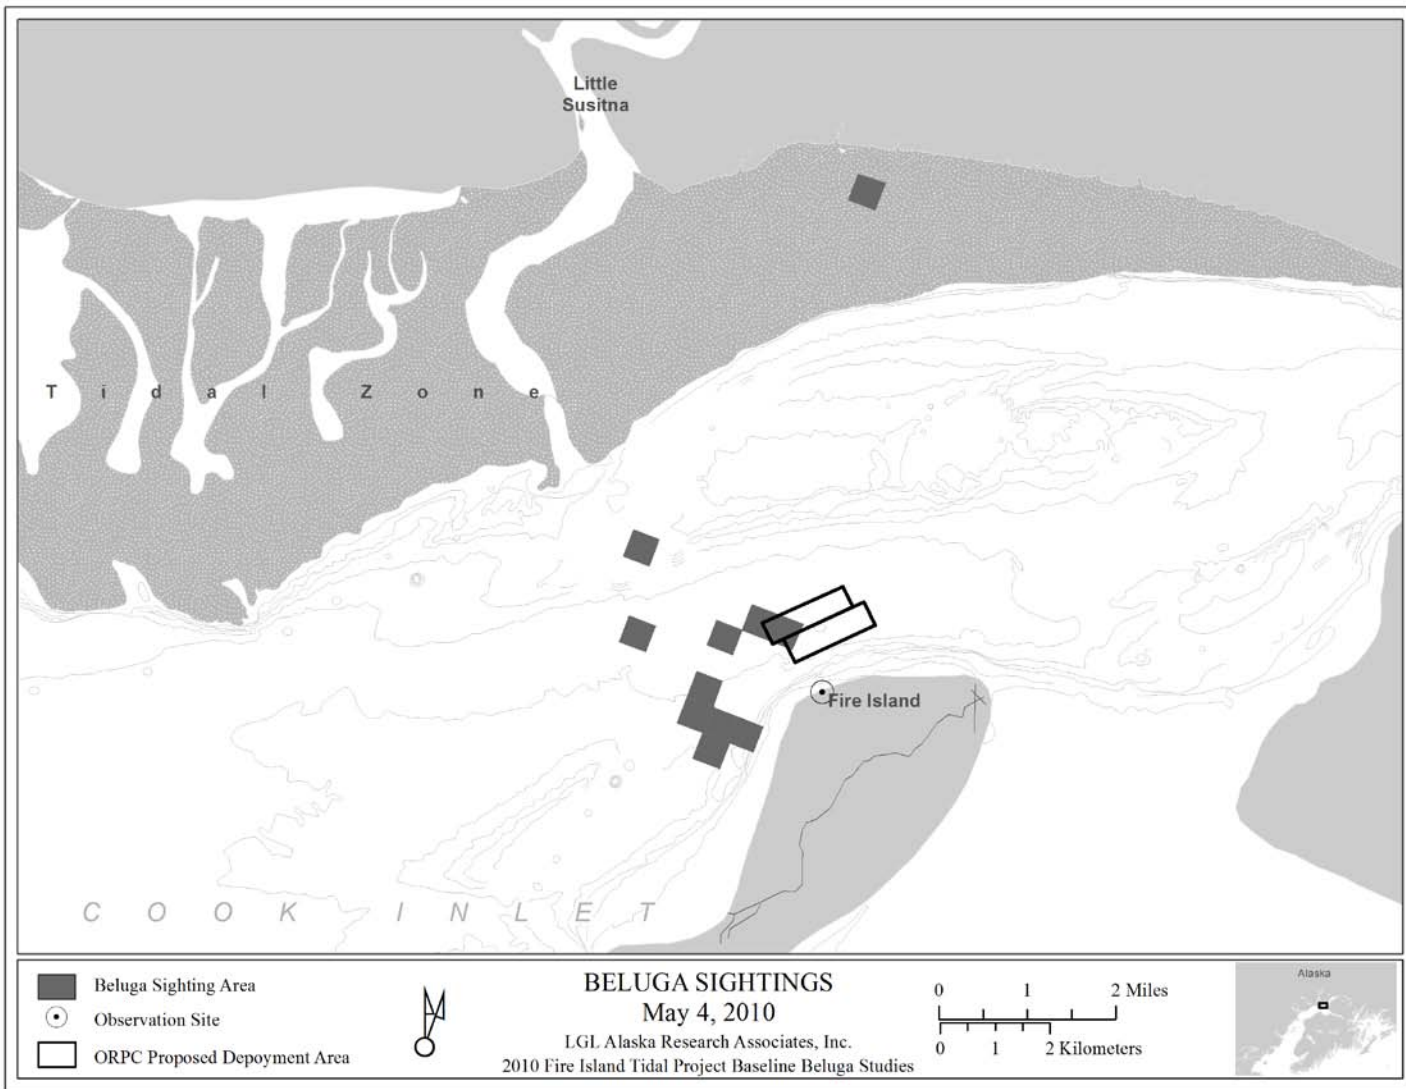 Little
Susitna
T i d a l Z o n e
Fire Island
C O O K I N L E T
Beluga Sighting Area
Observation Site
ORPC Proposed Depoyment Area
N
BELUGA SIGHTINGS
May 4, 2010
LGL Alaska Research Associates, Inc.
2010 Fire Island Tidal Project Baseline Beluga Studies
0 1 2 Miles
0 1 2 Kilometers
Alaska